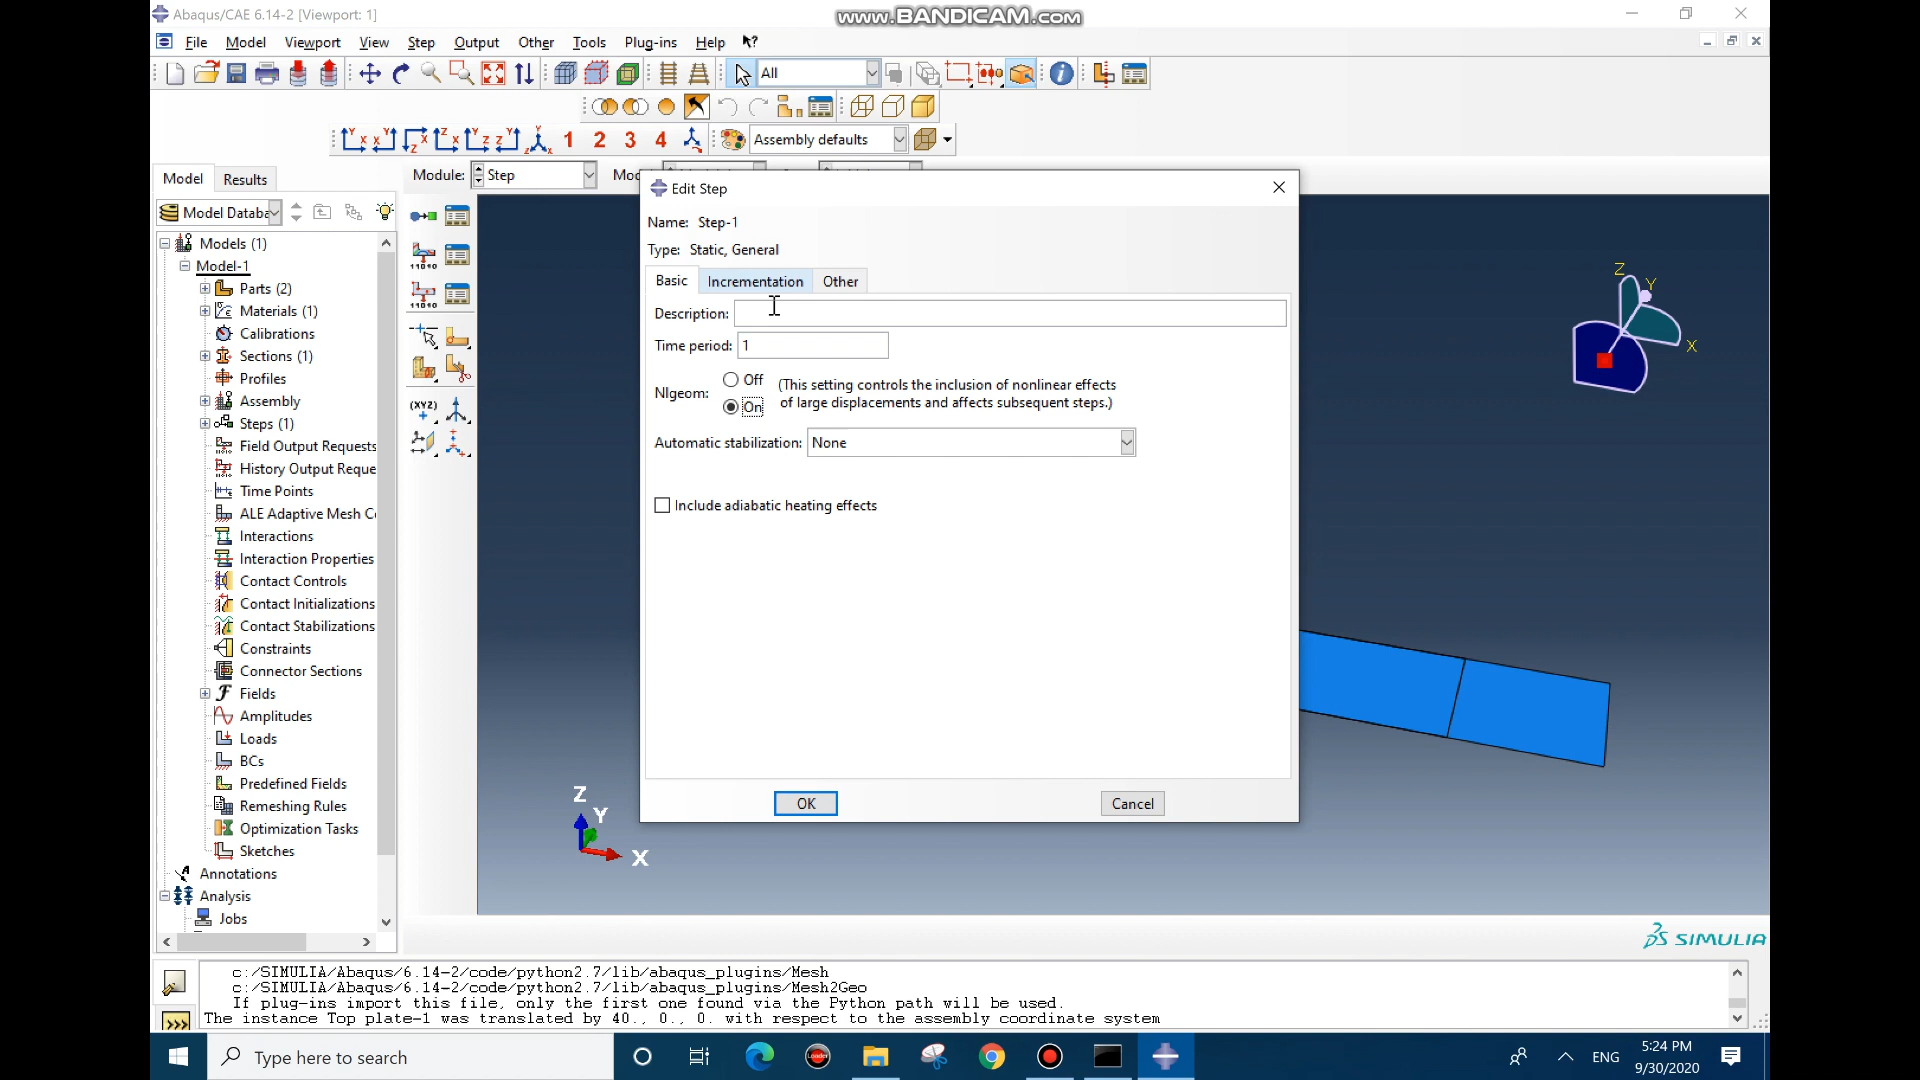 Abaqus/CAE 6.14-2 [Viewport: 1]
www.BANDICAM.com
File Model Viewport View Step Output Other Tools Plug-ins Help
All
1 2 3 4
Assembly defaults
Model Results
Module: Step
Model Databa
Models (1)
Model-1
Parts (2)
Materials (1)
Calibrations
Sections (1)
Profiles
Assembly
Steps (1)
Field Output Requests
History Output Reque
Time Points
ALE Adaptive Mesh C
Interactions
Interaction Properties
Contact Controls
Contact Initializations
Contact Stabilizations
Constraints
Connector Sections
Fields
Amplitudes
Loads
BCs
Predefined Fields
Remeshing Rules
Optimization Tasks
Sketches
Annotations
Analysis
Jobs
Edit Step
Name: Step-1
Type: Static, General
Basic Incrementation Other
Description:
Time period: 1
Nlgeom:
Off
On
(This setting controls the inclusion of nonlinear effects
of large displacements and affects subsequent steps.)
Automatic stabilization: None
Include adiabatic heating effects
OK Cancel
Z
Y
X
Z
Y
X
SIMULIA
c:/SIMULIA/Abaqus/6.14-2/code/python2.7/lib/abaqus_plugins/Mesh
c:/SIMULIA/Abaqus/6.14-2/code/python2.7/lib/abaqus_plugins/Mesh2Geo
If plug-ins import this file, only the first one found via the Python path will be used.
The instance Top plate-1 was translated by 40., 0., 0. with respect to the assembly coordinate system
Type here to search
ENG
5:24 PM
9/30/2020